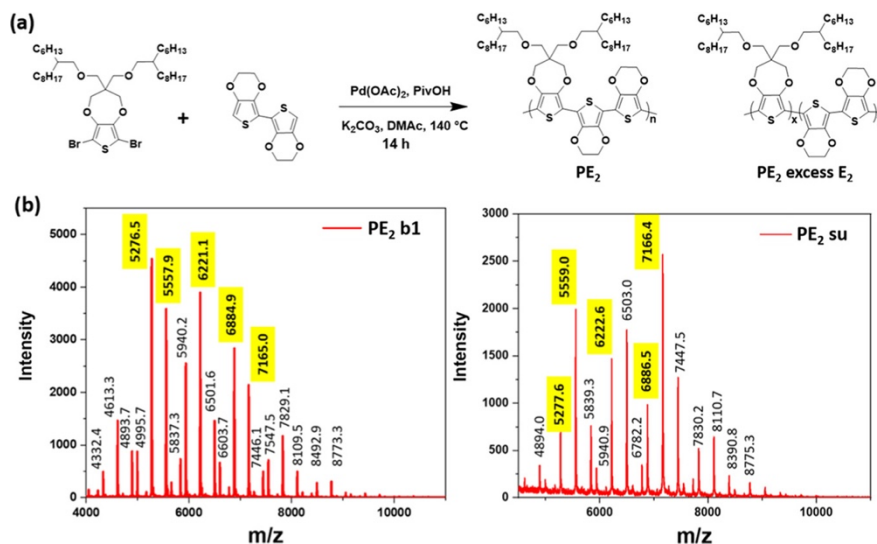 (a)
C6H13 C6H13
C8H17 C8H17
O O
O O
Br S Br
+
O O
S
S
O O
Pd(OAc)2, PivOH
K2CO3, DMAc, 140 °C
14 h
C6H13 C6H13
C8H17 C8H17
O O
O O O O
S S S n
O O
PE2
C6H13 C6H13
C8H17 C8H17
O O
O O O O
S x S S y
O O
PE2 excess E2
(b)
PE2 b1
Intensity
5000
4000
3000
2000
1000
0
4332.4
4613.3
4893.7
4995.7
5276.5
5557.9
5837.3
5940.2
6221.1
6501.6
6603.7
6884.9
7165.0
7446.1
7547.5
7829.1
8109.5
8492.9
8773.3
4000 6000 8000 10000
m/z
PE2 su
Intensity
3000
2500
2000
1500
1000
500
0
4894.0
5277.6
5559.0
5839.3
5940.9
6222.6
6503.0
6782.2
6886.5
7166.4
7447.5
7830.2
8110.7
8390.8
8775.3
6000 8000 10000
m/z